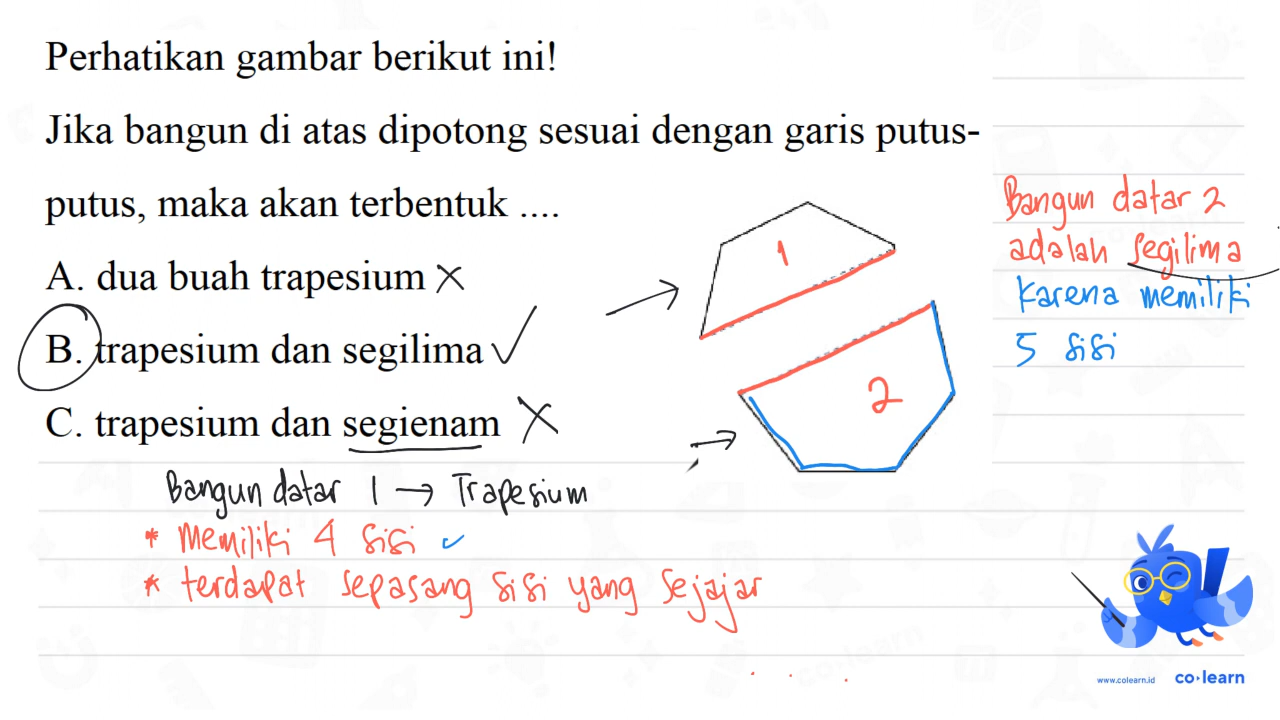 Perhatikan gambar berikut ini!
Jika bangun di atas dipotong sesuai dengan garis putus-
putus, maka akan terbentuk ....
A. dua buah trapesium
B. trapesium dan segilima
C. trapesium dan segienam
1
2
Bangun datar 2
adalah segilima
karena memiliki
5 sisi
Bangun datar 1 → Trapesium
* memiliki 4 sisi ✓
* terdapat sepasang sisi yang sejajar
www.colearn.id
co·learn